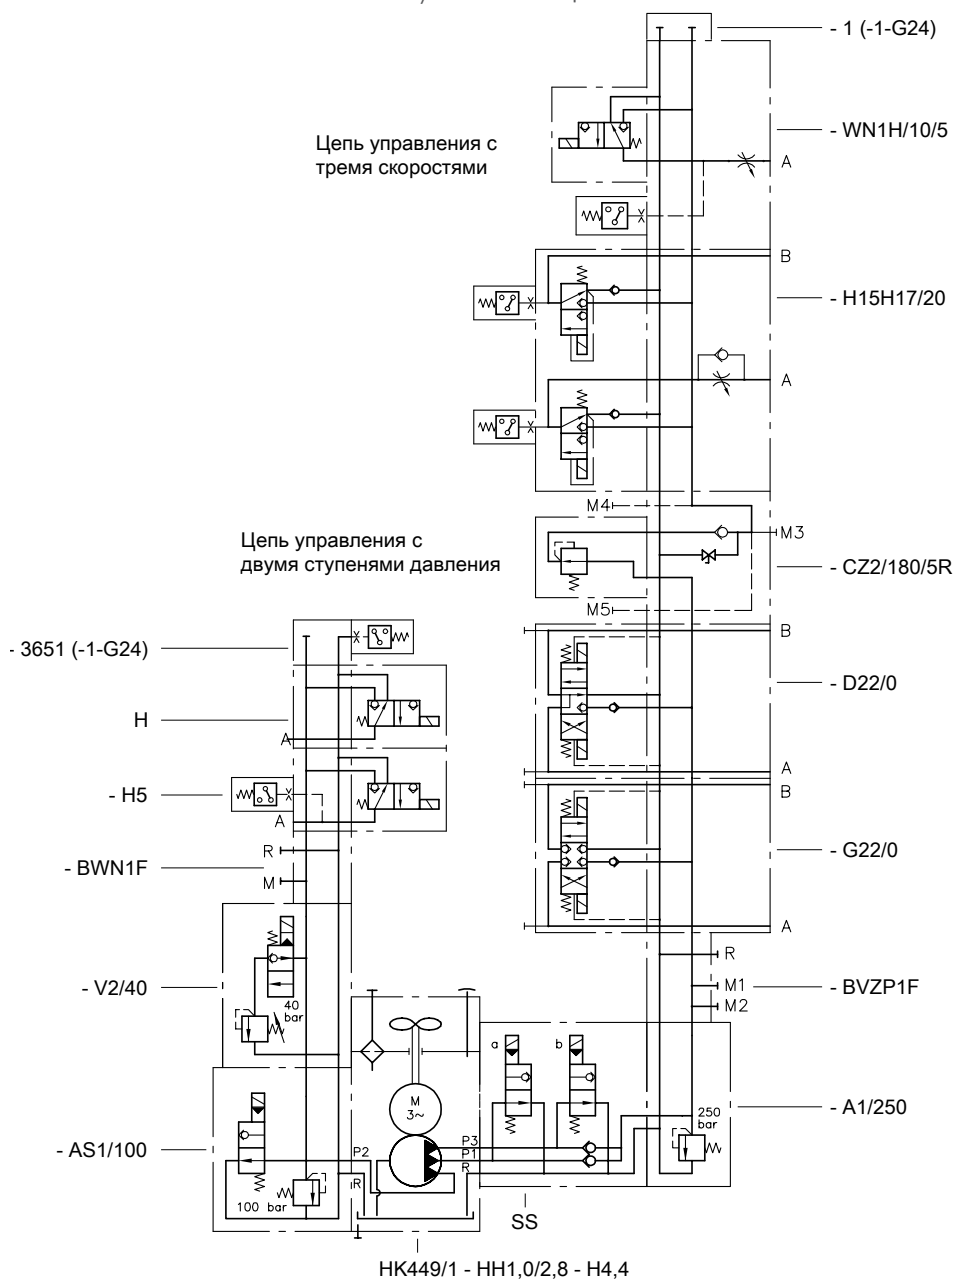 - 1 (-1-G24)
Цепь управления с
тремя скоростями
- WN1H/10/5
A
B
- H15H17/20
A
M4
Цепь управления с
двумя ступенями давления
M3
- CZ2/180/5R
M5
B
- 3651 (-1-G24)
- D22/0
H
A
A
B
- H5
A
R
- G22/0
- BWN1F
M
A
R
- V2/40
M1
- BVZP1F
40
bar
M2
a
b
M
3~
250
bar
- A1/250
- AS1/100
P2
P3
P1
R
R
100 bar
SS
HK449/1 - HH1,0/2,8 - H4,4